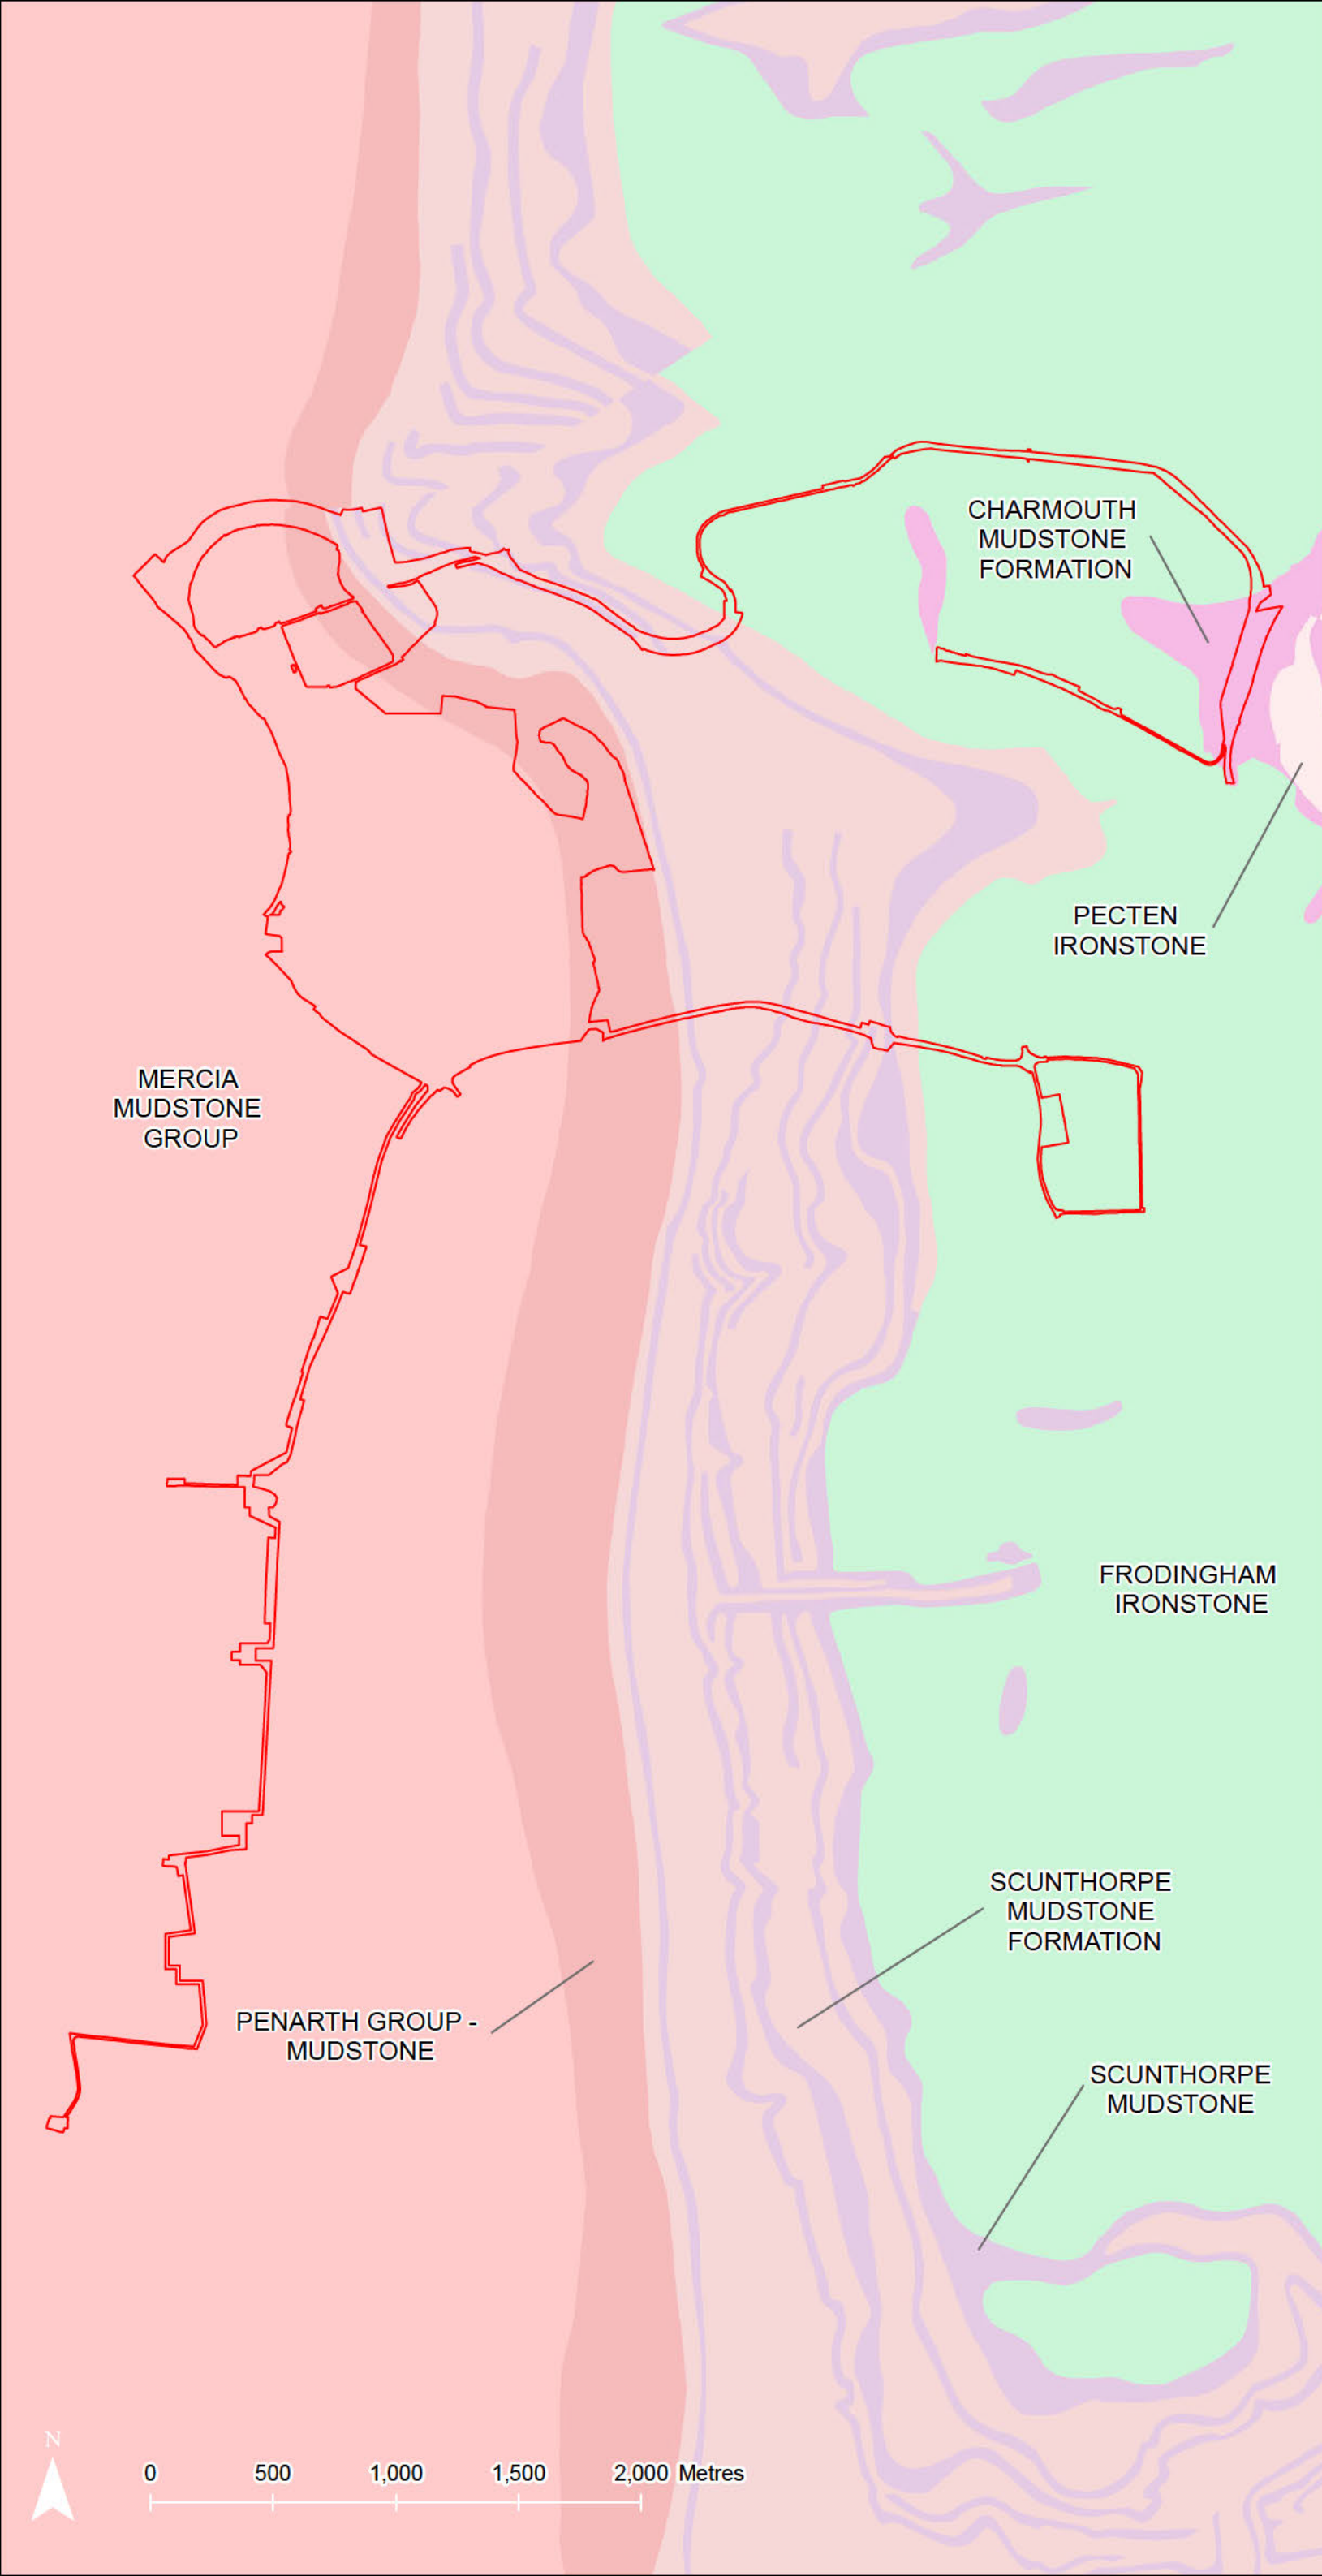 CHARMOUTH
MUDSTONE
FORMATION
PECTEN
IRONSTONE
MERCIA
MUDSTONE
GROUP
FRODINGHAM
IRONSTONE
SCUNTHORPE
MUDSTONE
FORMATION
PENARTH GROUP -
MUDSTONE
SCUNTHORPE
MUDSTONE
N
0 500 1,000 1,500 2,000 Metres